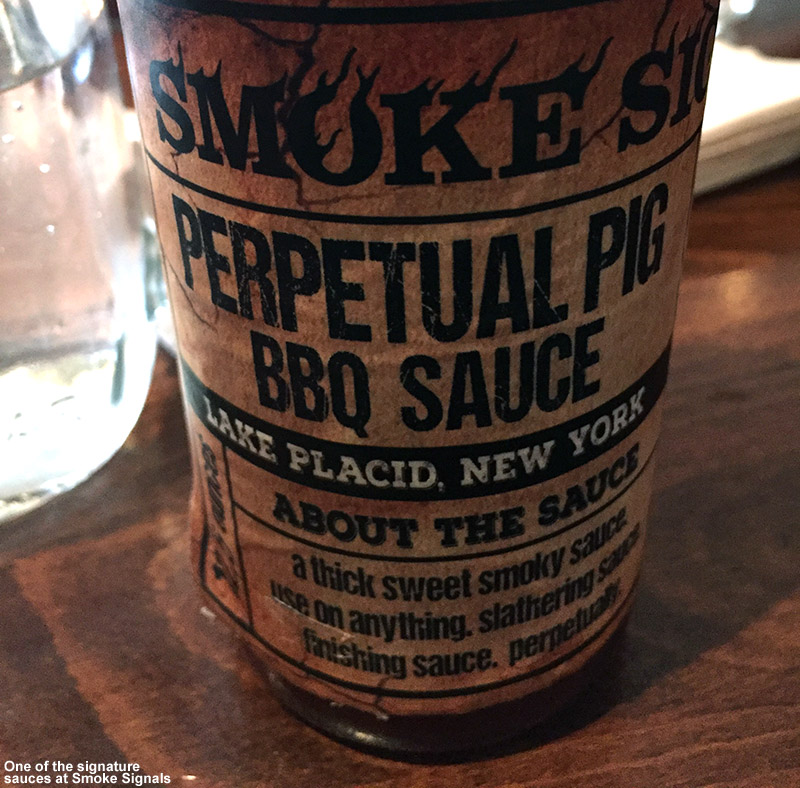 SMOKE SIG
PERPETUAL PIG
BBQ SAUCE
LAKE PLACID, NEW YORK
ABOUT THE SAUCE
a thick sweet smoky sauce.
use on anything. slathering sauce.
finishing sauce. perpetually.
One of the signature
sauces at Smoke Signals